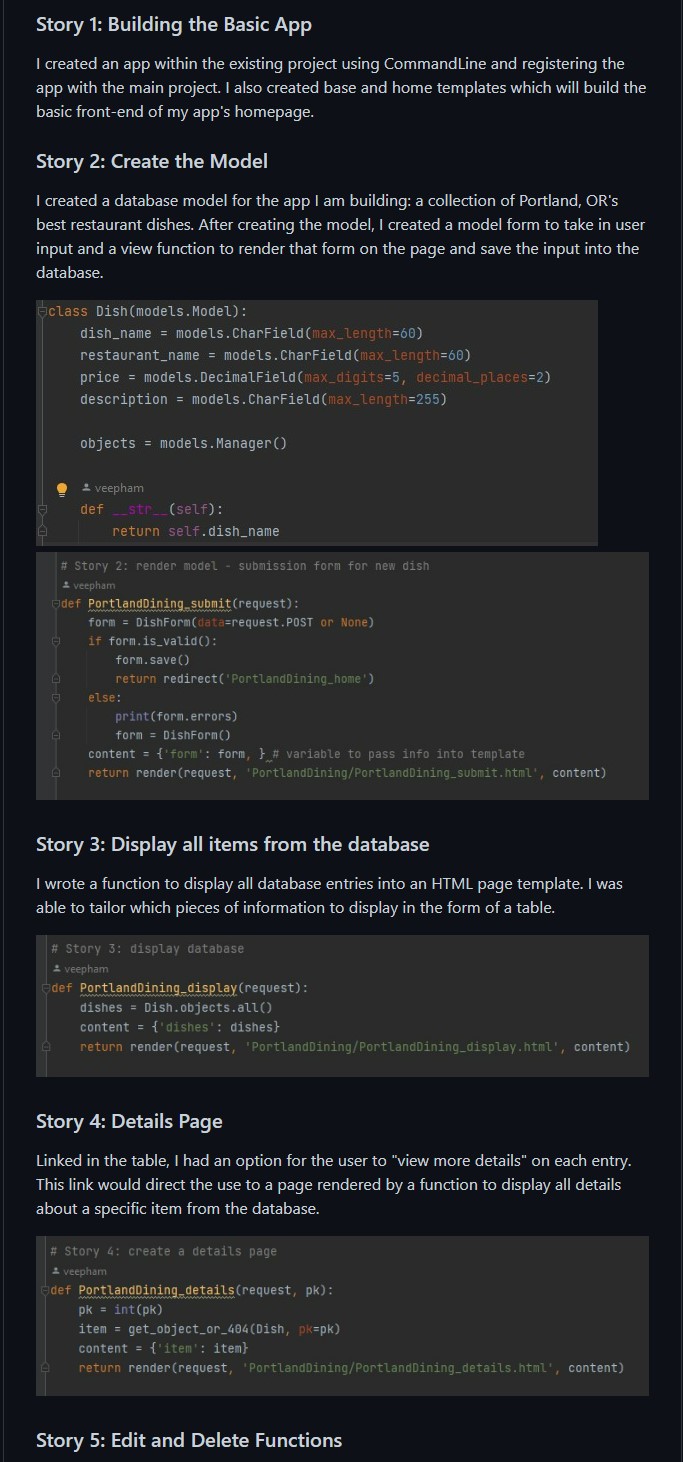 Story 1: Building the Basic App
I created an app within the existing project using CommandLine and registering the
app with the main project. I also created base and home templates which will build the
basic front-end of my app's homepage.
Story 2: Create the Model
I created a database model for the app I am building: a collection of Portland, OR's
best restaurant dishes. After creating the model, I created a model form to take in user
input and a view function to render that form on the page and save the input into the
database.
class Dish(models.Model):
    dish_name = models.CharField(max_length=60)
    restaurant_name = models.CharField(max_length=60)
    price = models.DecimalField(max_digits=5, decimal_places=2)
    description = models.CharField(max_length=255)
    objects = models.Manager()
    veepham
    def __str__(self):
        return self.dish_name
# Story 2: render model - submission form for new dish
veepham
def PortlandDining_submit(request):
    form = DishForm(data=request.POST or None)
    if form.is_valid():
        form.save()
        return redirect('PortlandDining_home')
    else:
        print(form.errors)
        form = DishForm()
    content = {'form': form, } # variable to pass info into template
    return render(request, 'PortlandDining/PortlandDining_submit.html', content)
Story 3: Display all items from the database
I wrote a function to display all database entries into an HTML page template. I was
able to tailor which pieces of information to display in the form of a table.
# Story 3: display database
veepham
def PortlandDining_display(request):
    dishes = Dish.objects.all()
    content = {'dishes': dishes}
    return render(request, 'PortlandDining/PortlandDining_display.html', content)
Story 4: Details Page
Linked in the table, I had an option for the user to "view more details" on each entry.
This link would direct the use to a page rendered by a function to display all details
about a specific item from the database.
# Story 4: create a details page
veepham
def PortlandDining_details(request, pk):
    pk = int(pk)
    item = get_object_or_404(Dish, pk=pk)
    content = {'item': item}
    return render(request, 'PortlandDining/PortlandDining_details.html', content)
Story 5: Edit and Delete Functions